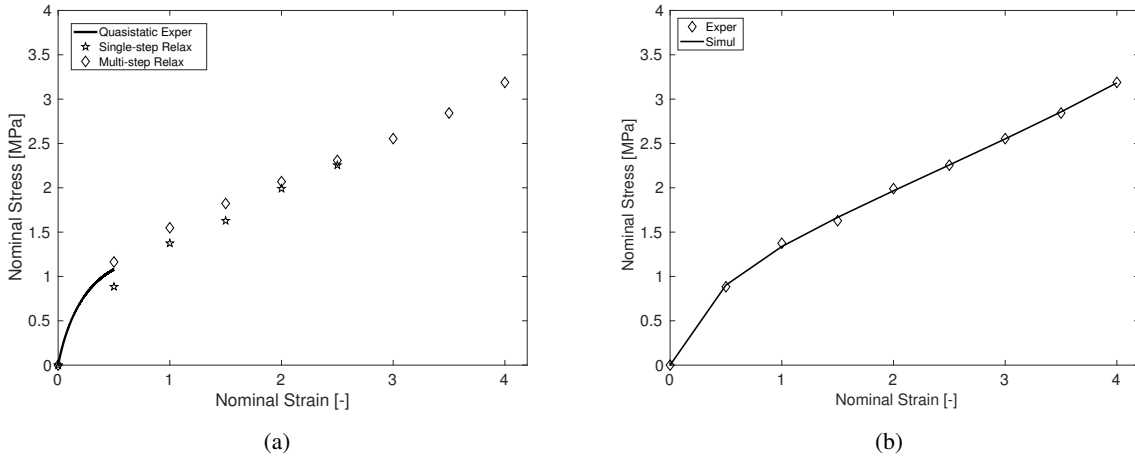 4
3.5
3
2.5
2
1.5
1
0.5
0
0 1 2 3 4
Nominal Stress [MPa]
Nominal Strain [-]
Quasistatic Exper
Single-step Relax
Multi-step Relax
(a)
4
3.5
3
2.5
2
1.5
1
0.5
0
0 1 2 3 4
Nominal Stress [MPa]
Nominal Strain [-]
Exper
Simul
(b)